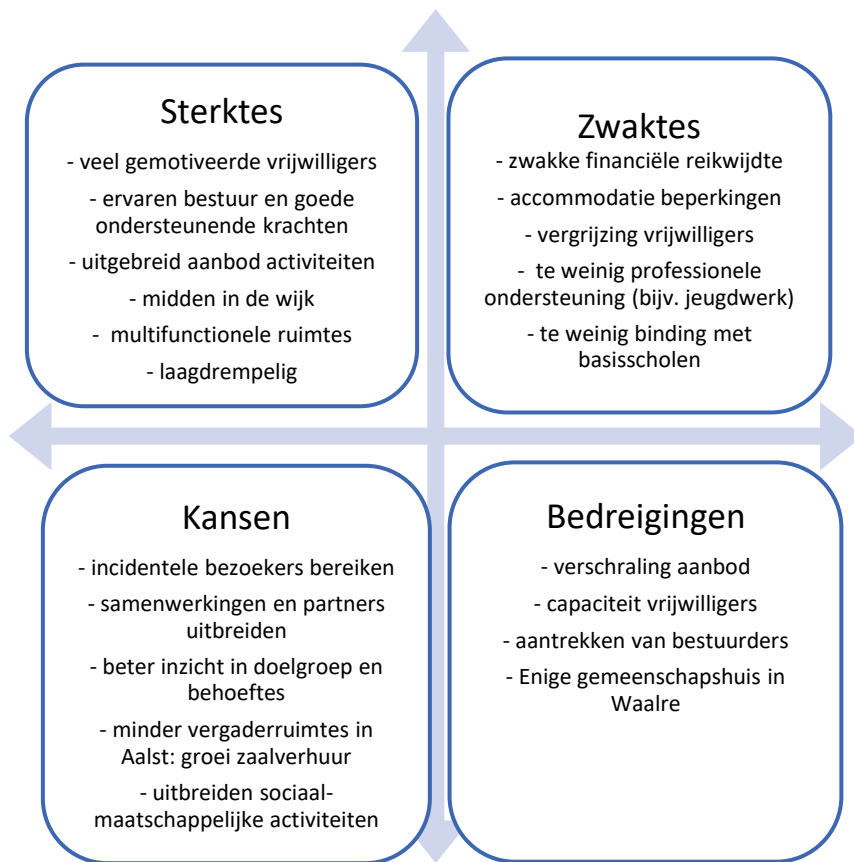 Sterktes
- veel gemotiveerde vrijwilligers
- ervaren bestuur en goede
ondersteunende krachten
- uitgebreid aanbod activiteiten
- midden in de wijk
- multifunctionele ruimtes
- laagdrempelig
Zwaktes
- zwakke financiële reikwijdte
- accommodatie beperkingen
- vergrijzing vrijwilligers
- te weinig professionele
ondersteuning (bijv. jeugdwerk)
- te weinig binding met
basisscholen
Kansen
- incidentele bezoekers bereiken
- samenwerkingen en partners
uitbreiden
- beter inzicht in doelgroep en
behoeftes
- minder vergaderruimtes in
Aalst: groei zaalverhuur
- uitbreiden sociaal-
maatschappelijke activiteiten
Bedreigingen
- verschraling aanbod
- capaciteit vrijwilligers
- aantrekken van bestuurders
- Enige gemeenschapshuis in
Waalre